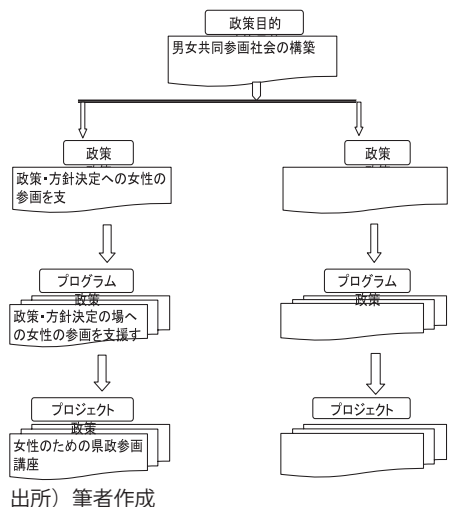 政策目的
男女共同参画社会の構築
政策
政策
政策・方針決定への女性の
参画を支
プログラム
プログラム
政策
政策
政策・方針決定の場へ
の女性の参画を支援す
プロジェクト
プロジェクト
政策
政策
女性のための県政参画
講座
出所）筆者作成